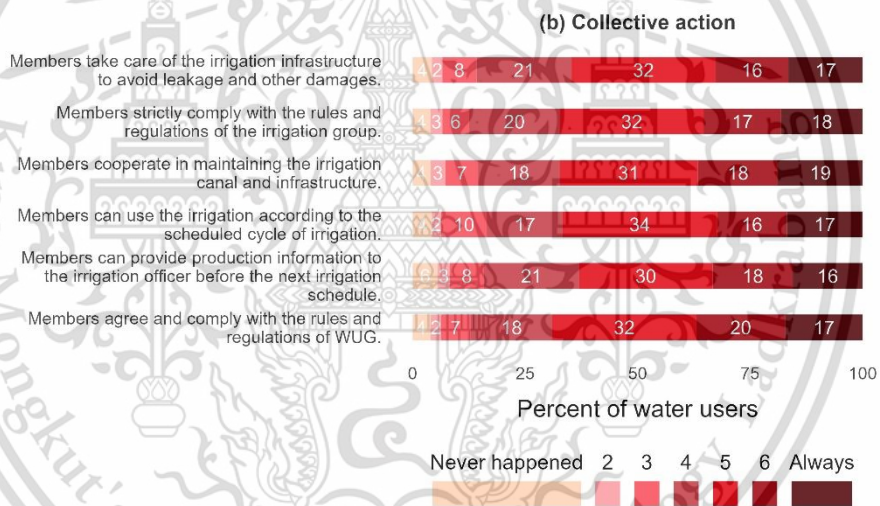 (b) Collective action
Members take care of the irrigation infrastructure
to avoid leakage and other damages.
4 2 8 21 32 16 17
Members strictly comply with the rules and
regulations of the irrigation group.
4 3 6 20 32 17 18
Members cooperate in maintaining the irrigation
canal and infrastructure.
4 3 7 18 31 18 19
Members can use the irrigation according to the
scheduled cycle of irrigation.
2 10 17 34 16 17
Members can provide production information to
the irrigation officer before the next irrigation
schedule.
3 8 21 30 18 16
Members agree and comply with the rules and
regulations of WUG.
4 2 7 18 32 20 17
0 25 50 75 100
Percent of water users
Never happened 2 3 4 5 6 Always
Mongkut's
Ladkrabang